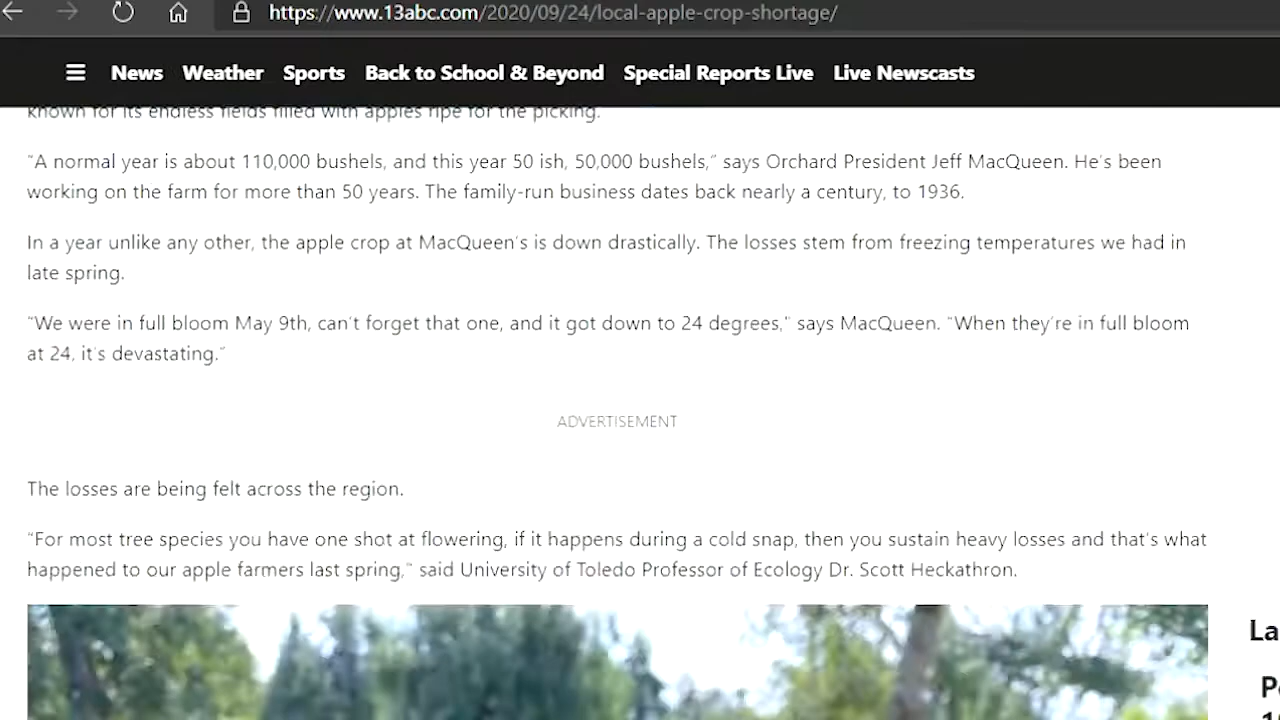 https://www.13abc.com/2020/09/24/local-apple-crop-shortage/
News Weather Sports Back to School & Beyond Special Reports Live Live Newscasts
known for its endless fields filled with apples ripe for the picking.
"A normal year is about 110,000 bushels, and this year 50 ish, 50,000 bushels," says Orchard President Jeff MacQueen. He's been
working on the farm for more than 50 years. The family-run business dates back nearly a century, to 1936.
In a year unlike any other, the apple crop at MacQueen's is down drastically. The losses stem from freezing temperatures we had in
late spring.
"We were in full bloom May 9th, can't forget that one, and it got down to 24 degrees," says MacQueen. "When they're in full bloom
at 24, it's devastating."
ADVERTISEMENT
The losses are being felt across the region.
"For most tree species you have one shot at flowering, if it happens during a cold snap, then you sustain heavy losses and that's what
happened to our apple farmers last spring," said University of Toledo Professor of Ecology Dr. Scott Heckathron.
La